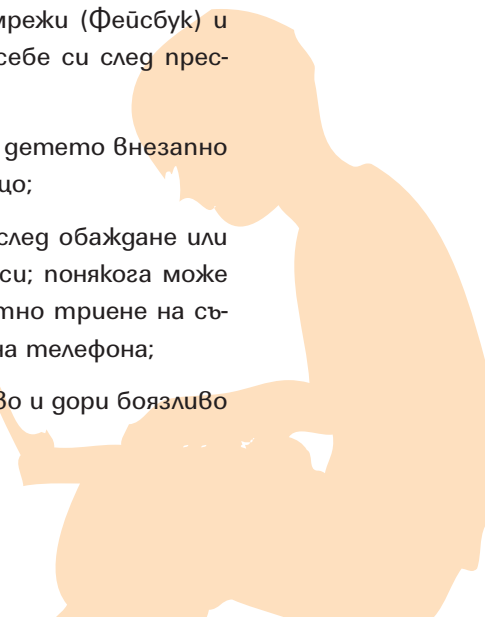 мрежи (Фейсбук) и
себе си след прес-
детето внезапно
цо;
след обаждане или
си; понякога може
тно триене на съ-
на телефона;
во и дори боязливо